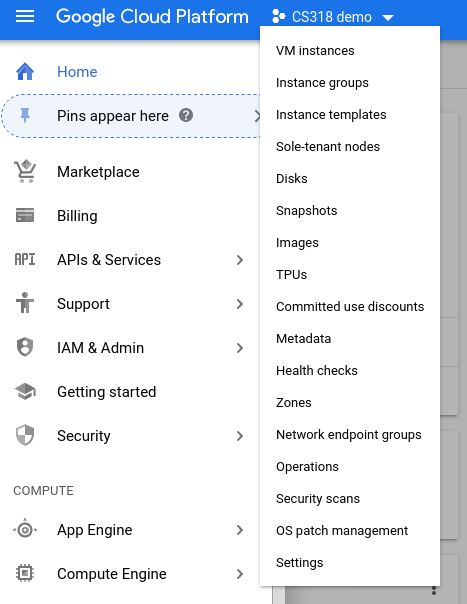 Google Cloud Platform
CS318 demo
Home
Pins appear here ?
Marketplace
Billing
API APIs & Services
Support
IAM & Admin
Getting started
Security
COMPUTE
App Engine
Compute Engine
VM instances
Instance groups
Instance templates
Sole-tenant nodes
Disks
Snapshots
Images
TPUs
Committed use discounts
Metadata
Health checks
Zones
Network endpoint groups
Operations
Security scans
OS patch management
Settings